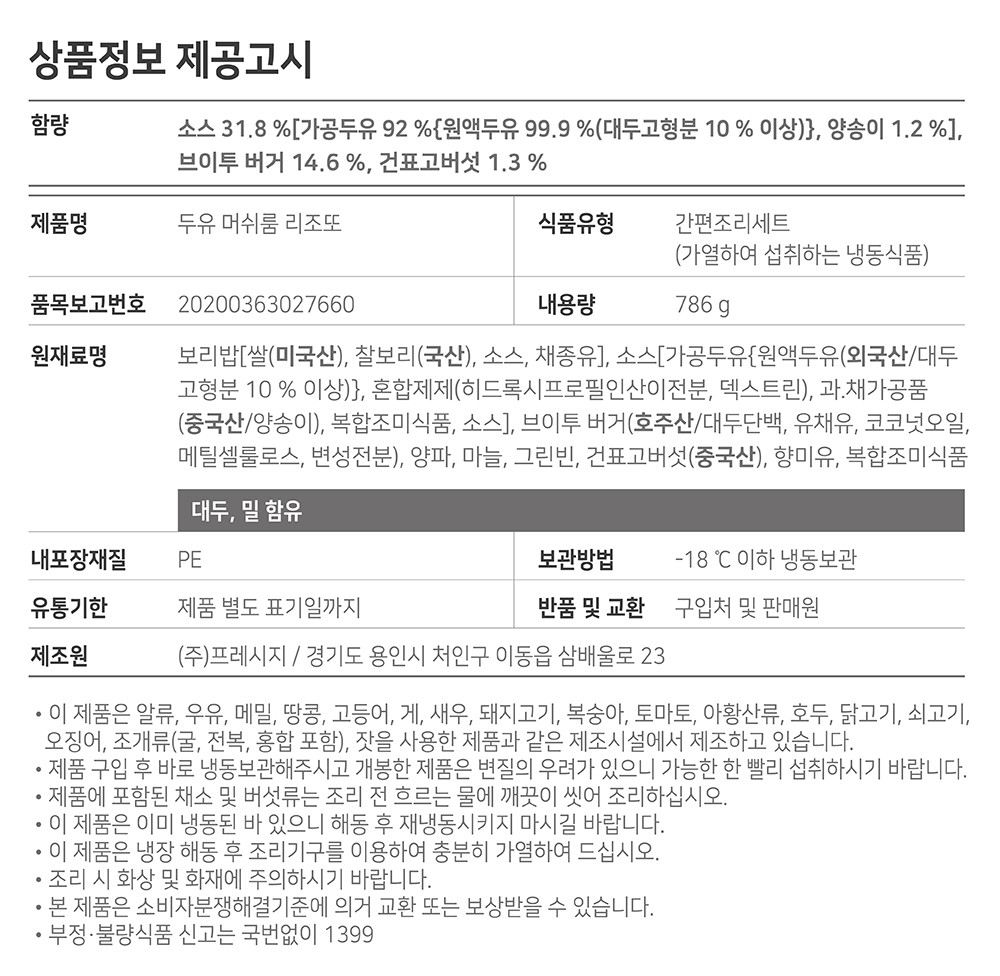 상품정보 제공고시
함량 소스 31.8 %[가공두유 92 %{원액두유 99.9 %(대두고형분 10 % 이상)}, 양송이 1.2 %],
브이투 버거 14.6 %, 건표고버섯 1.3 %
제품명 두유 머쉬룸 리조또 식품유형 간편조리세트
(가열하여 섭취하는 냉동식품)
품목보고번호 20200363027660 내용량 786 g
원재료명 보리밥[쌀(미국산), 찰보리(국산), 소스, 채종유], 소스[가공두유{원액두유(외국산/대두
고형분 10 % 이상)}, 혼합제제(히드록시프로필인산이전분, 덱스트린), 과.채가공품
(중국산/양송이), 복합조미식품, 소스], 브이투 버거(호주산/대두단백, 유채유, 코코넛오일,
메틸셀룰로스, 변성전분), 양파, 마늘, 그린빈, 건표고버섯(중국산), 향미유, 복합조미식품
대두, 밀 함유
내포장재질 PE 보관방법 -18 ℃ 이하 냉동보관
유통기한 제품 별도 표기일까지 반품 및 교환 구입처 및 판매원
제조원 (주)프레시지 / 경기도 용인시 처인구 이동읍 삼배울로 23
• 이 제품은 알류, 우유, 메밀, 땅콩, 고등어, 게, 새우, 돼지고기, 복숭아, 토마토, 아황산류, 호두, 닭고기, 쇠고기,
오징어, 조개류(굴, 전복, 홍합 포함), 잣을 사용한 제품과 같은 제조시설에서 제조하고 있습니다.
• 제품 구입 후 바로 냉동보관해주시고 개봉한 제품은 변질의 우려가 있으니 가능한 한 빨리 섭취하시기 바랍니다.
• 제품에 포함된 채소 및 버섯류는 조리 전 흐르는 물에 깨끗이 씻어 조리하십시오.
• 이 제품은 이미 냉동된 바 있으니 해동 후 재냉동시키지 마시길 바랍니다.
• 이 제품은 냉장 해동 후 조리기구를 이용하여 충분히 가열하여 드십시오.
• 조리 시 화상 및 화재에 주의하시기 바랍니다.
• 본 제품은 소비자분쟁해결기준에 의거 교환 또는 보상받을 수 있습니다.
• 부정·불량식품 신고는 국번없이 1399